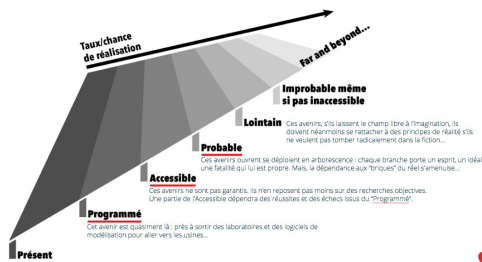 Taux/chance
de réalisation
Far and beyond...
Improbable même
si pas inaccessible
Lointain
Ces avenirs, s'ils laissent le champ libre à l'imagination, ils
doivent néanmoins se rattacher à des principes de réalité s'ils
ne veulent pas tomber radicalement dans la fiction...
Probable
Ces avenirs ouvrent se déploient en arborescence : chaque branche porte un esprit, un idéal
une fatalité qui lui est propre. Mais, la dépendance aux "briques" du réel s'amenuise...
Accessible
Ces avenirs ne sont pas garantis. Ils n'en reposent pas moins sur des recherches objectives.
Une partie de l'Accessible dépendra des réussites et des échecs issus du "Programmé".
Programmé
Cet avenir est quasiment là : près à sortir des laboratoires et des logiciels de
modélisation pour aller vers les usines...
Présent